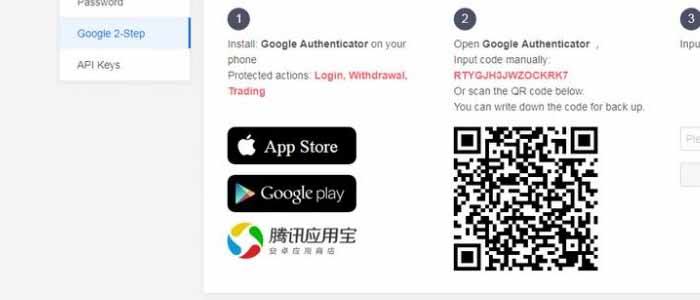 Password
Google 2-Step
API Keys
1
Install: Google Authenticator on your
phone
Protected actions: Login, Withdrawal,
Trading
App Store
Google play
腾讯应用宝
安卓应用商店
2
Open Google Authenticator ，
Input code manually:
RTYGJH3JWZOCKRK7
Or scan the QR code below.
You can write down the code for back up.
3
Inpu
Ple